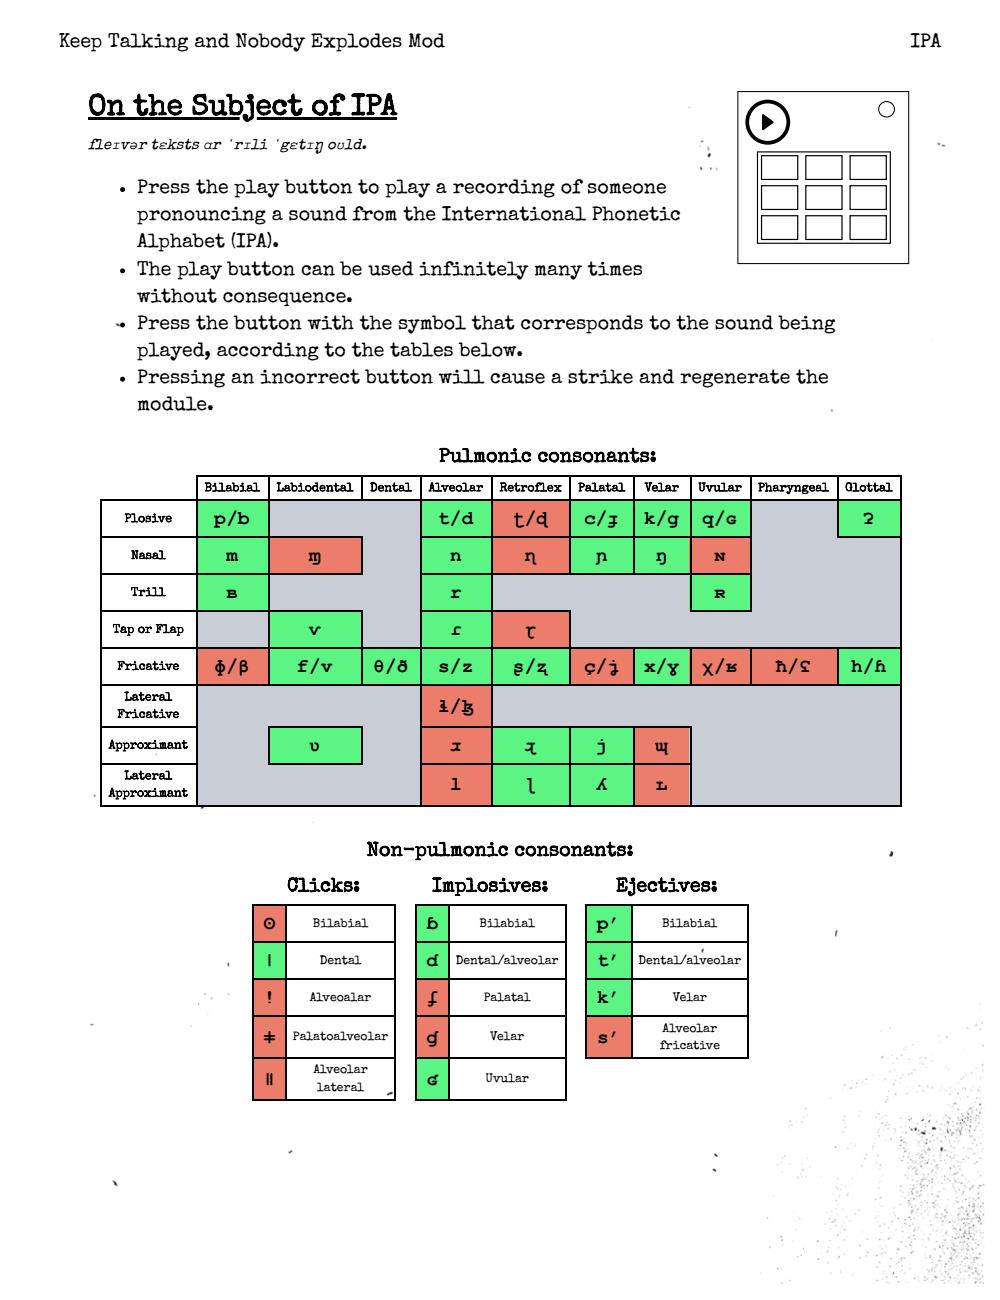 Keep Talking and Nobody Explodes Mod IPA
On the Subject of IPA
fleɪvər tɛksts ɑr ˈrɪli ˈgɛtɪŋ oʊld.
• Press the play button to play a recording of someone
pronouncing a sound from the International Phonetic
Alphabet (IPA).
• The play button can be used infinitely many times
without consequence.
• Press the button with the symbol that corresponds to the sound being
played, according to the tables below.
• Pressing an incorrect button will cause a strike and regenerate the
module.
Pulmonic consonants:
Bilabial Labiodental Dental Alveolar Retroflex Palatal Velar Uvular Pharyngeal Glottal
Plosive p/b t/d ʈ/ɖ c/ɟ k/g q/ɢ ʔ
Nasal m ɱ n ɳ ɲ ŋ ɴ
Trill ʙ r ʀ
Tap or Flap ⱱ ɾ ɽ
Fricative ɸ/β f/v θ/ð s/z ʂ/ʐ ç/ʝ x/ɣ χ/ʁ ħ/ʕ h/ɦ
Lateral
Fricative ɬ/ɮ
Approximant ʋ ɹ ɻ j ɰ
Lateral
Approximant l ɭ ʎ ʟ
Non-pulmonic consonants:
Clicks: Implosives: Ejectives:
ʘ Bilabial ɓ Bilabial pʼ Bilabial
ǀ Dental ɗ Dental/alveolar tʼ Dental/alveolar
ǃ Alveoalar ʄ Palatal kʼ Velar
ǂ Palatoalveolar ɠ Velar sʼ Alveolar
fricative
ǁ Alveolar
lateral ʛ Uvular